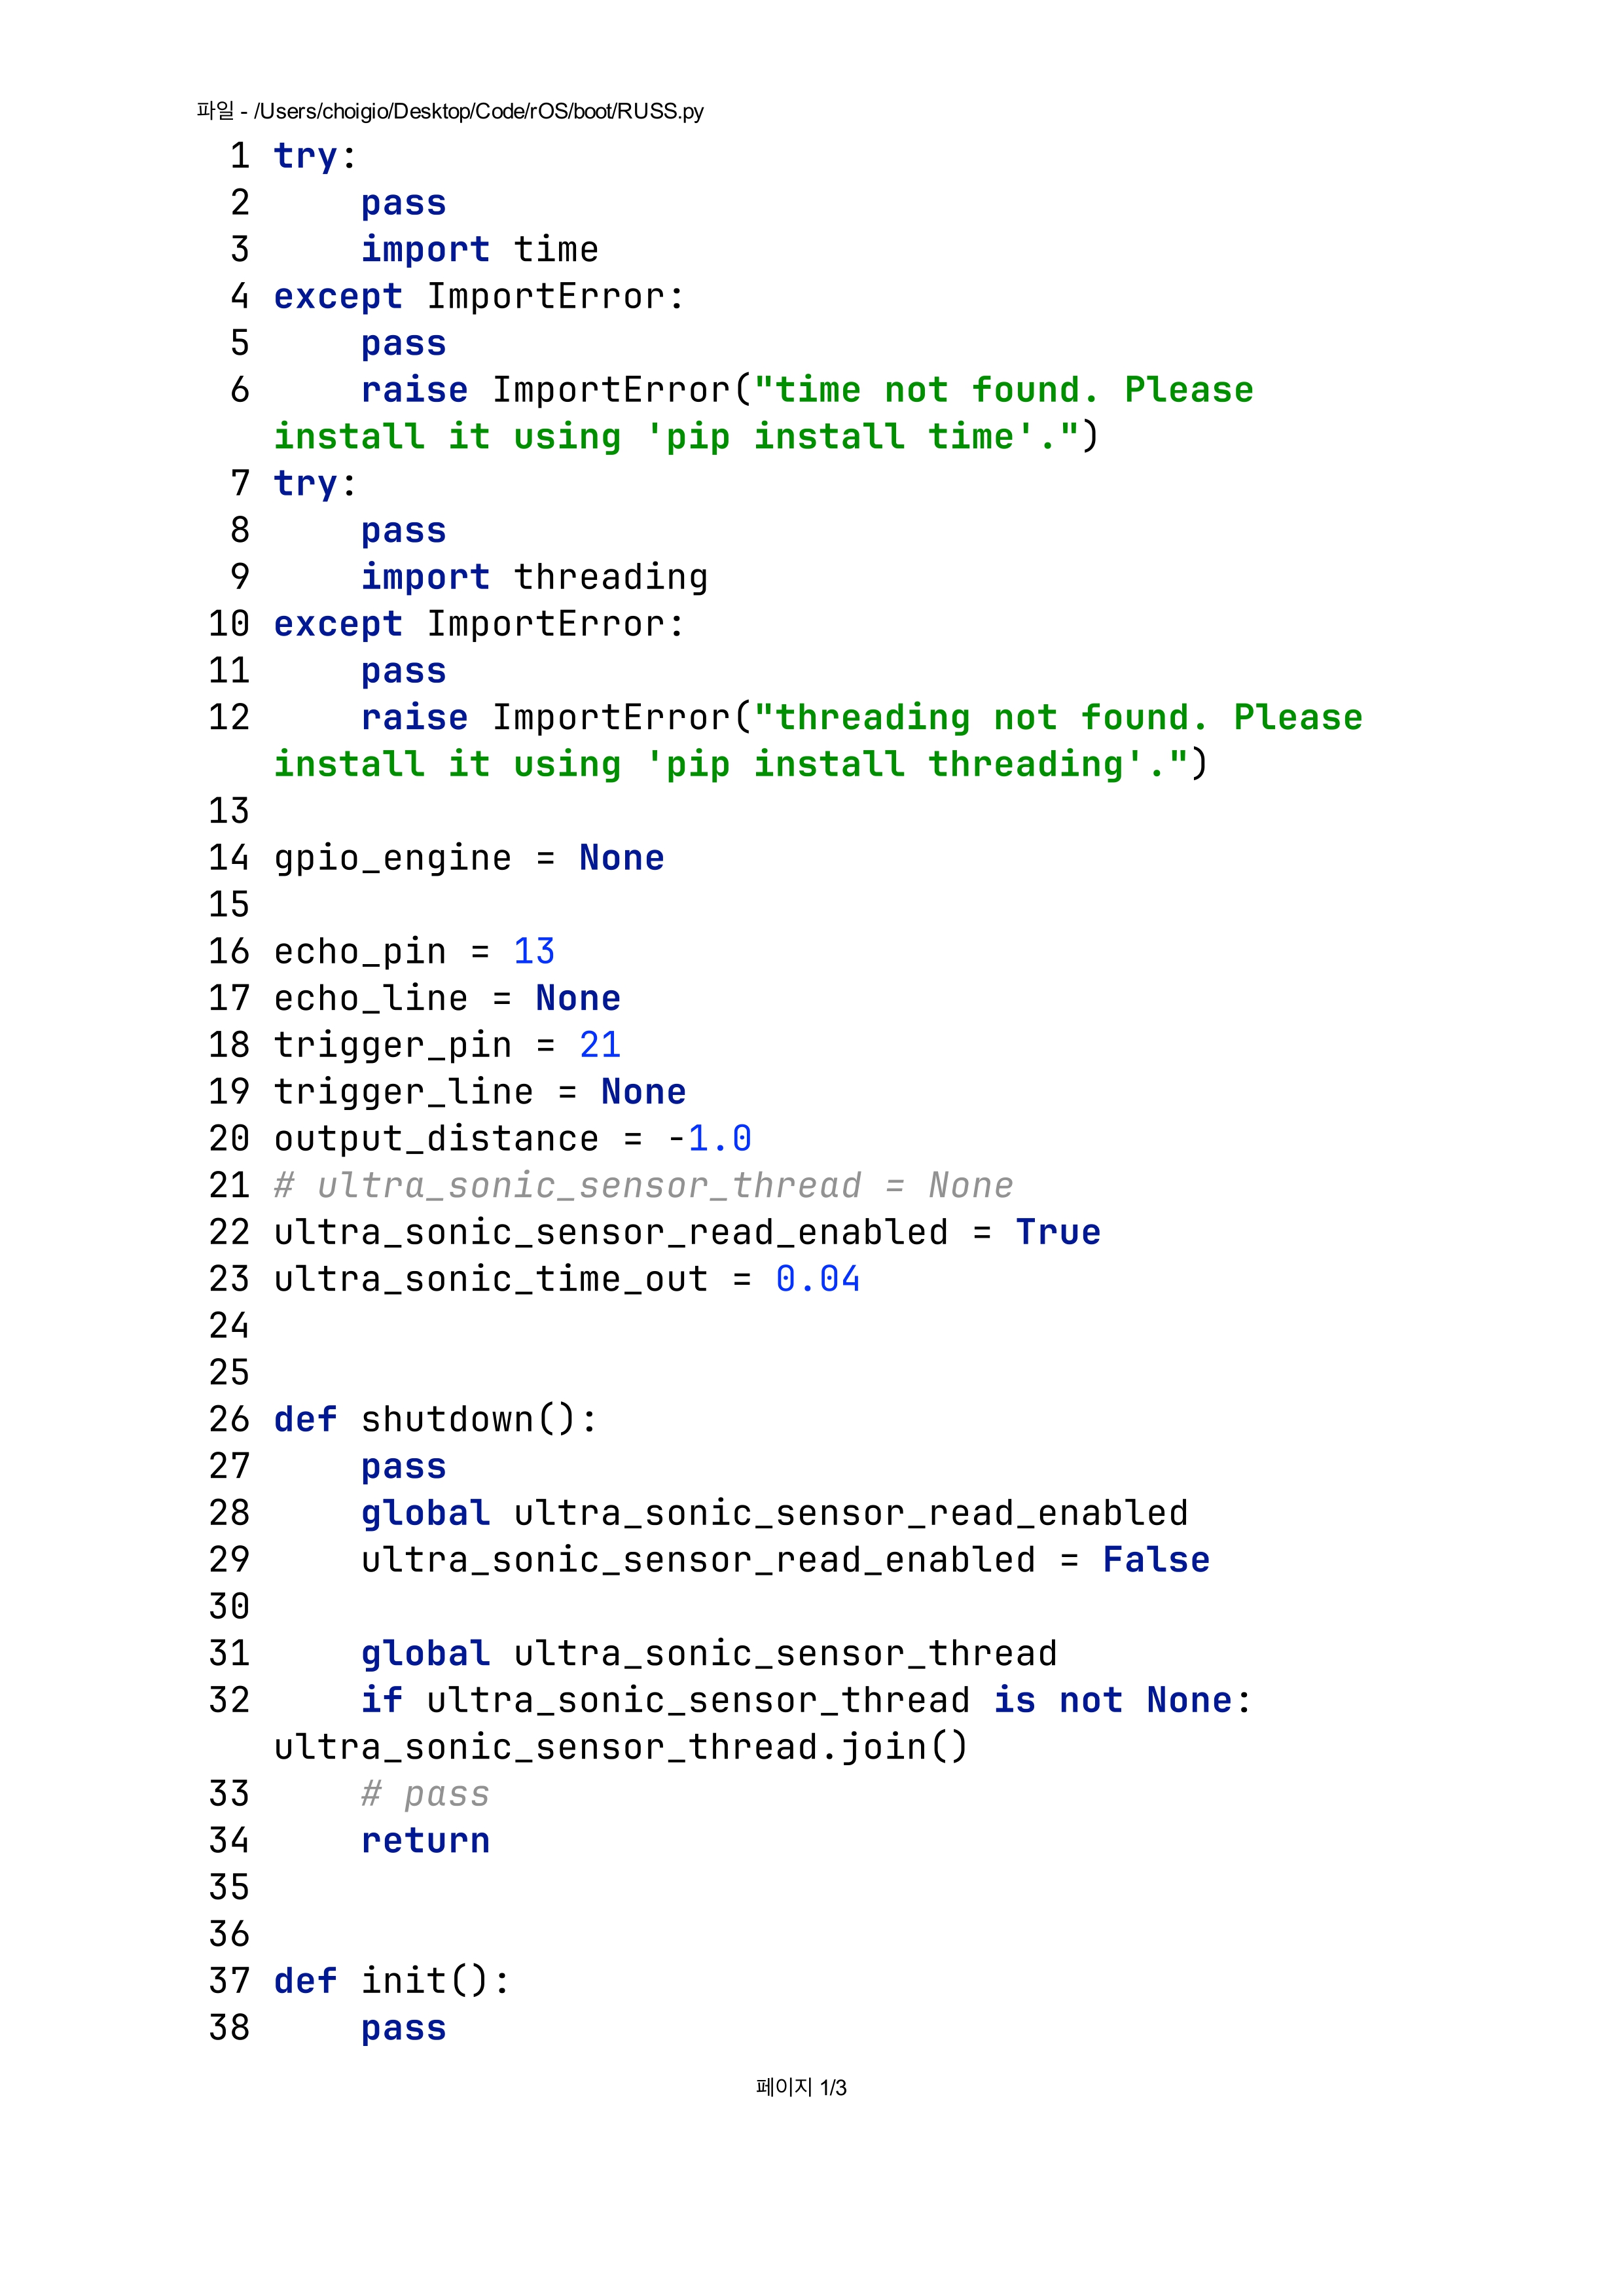 파일 - /Users/choigio/Desktop/Code/rOS/boot/RUSS.py
1 try:
2     pass
3     import time
4 except ImportError:
5     pass
6     raise ImportError("time not found. Please
install it using 'pip install time'.")
7 try:
8     pass
9     import threading
10 except ImportError:
11     pass
12     raise ImportError("threading not found. Please
install it using 'pip install threading'.")
13
14 gpio_engine = None
15
16 echo_pin = 13
17 echo_line = None
18 trigger_pin = 21
19 trigger_line = None
20 output_distance = -1.0
21 # ultra_sonic_sensor_thread = None
22 ultra_sonic_sensor_read_enabled = True
23 ultra_sonic_time_out = 0.04
24
25
26 def shutdown():
27     pass
28     global ultra_sonic_sensor_read_enabled
29     ultra_sonic_sensor_read_enabled = False
30
31     global ultra_sonic_sensor_thread
32     if ultra_sonic_sensor_thread is not None:
ultra_sonic_sensor_thread.join()
33     # pass
34     return
35
36
37 def init():
38     pass
페이지 1/3